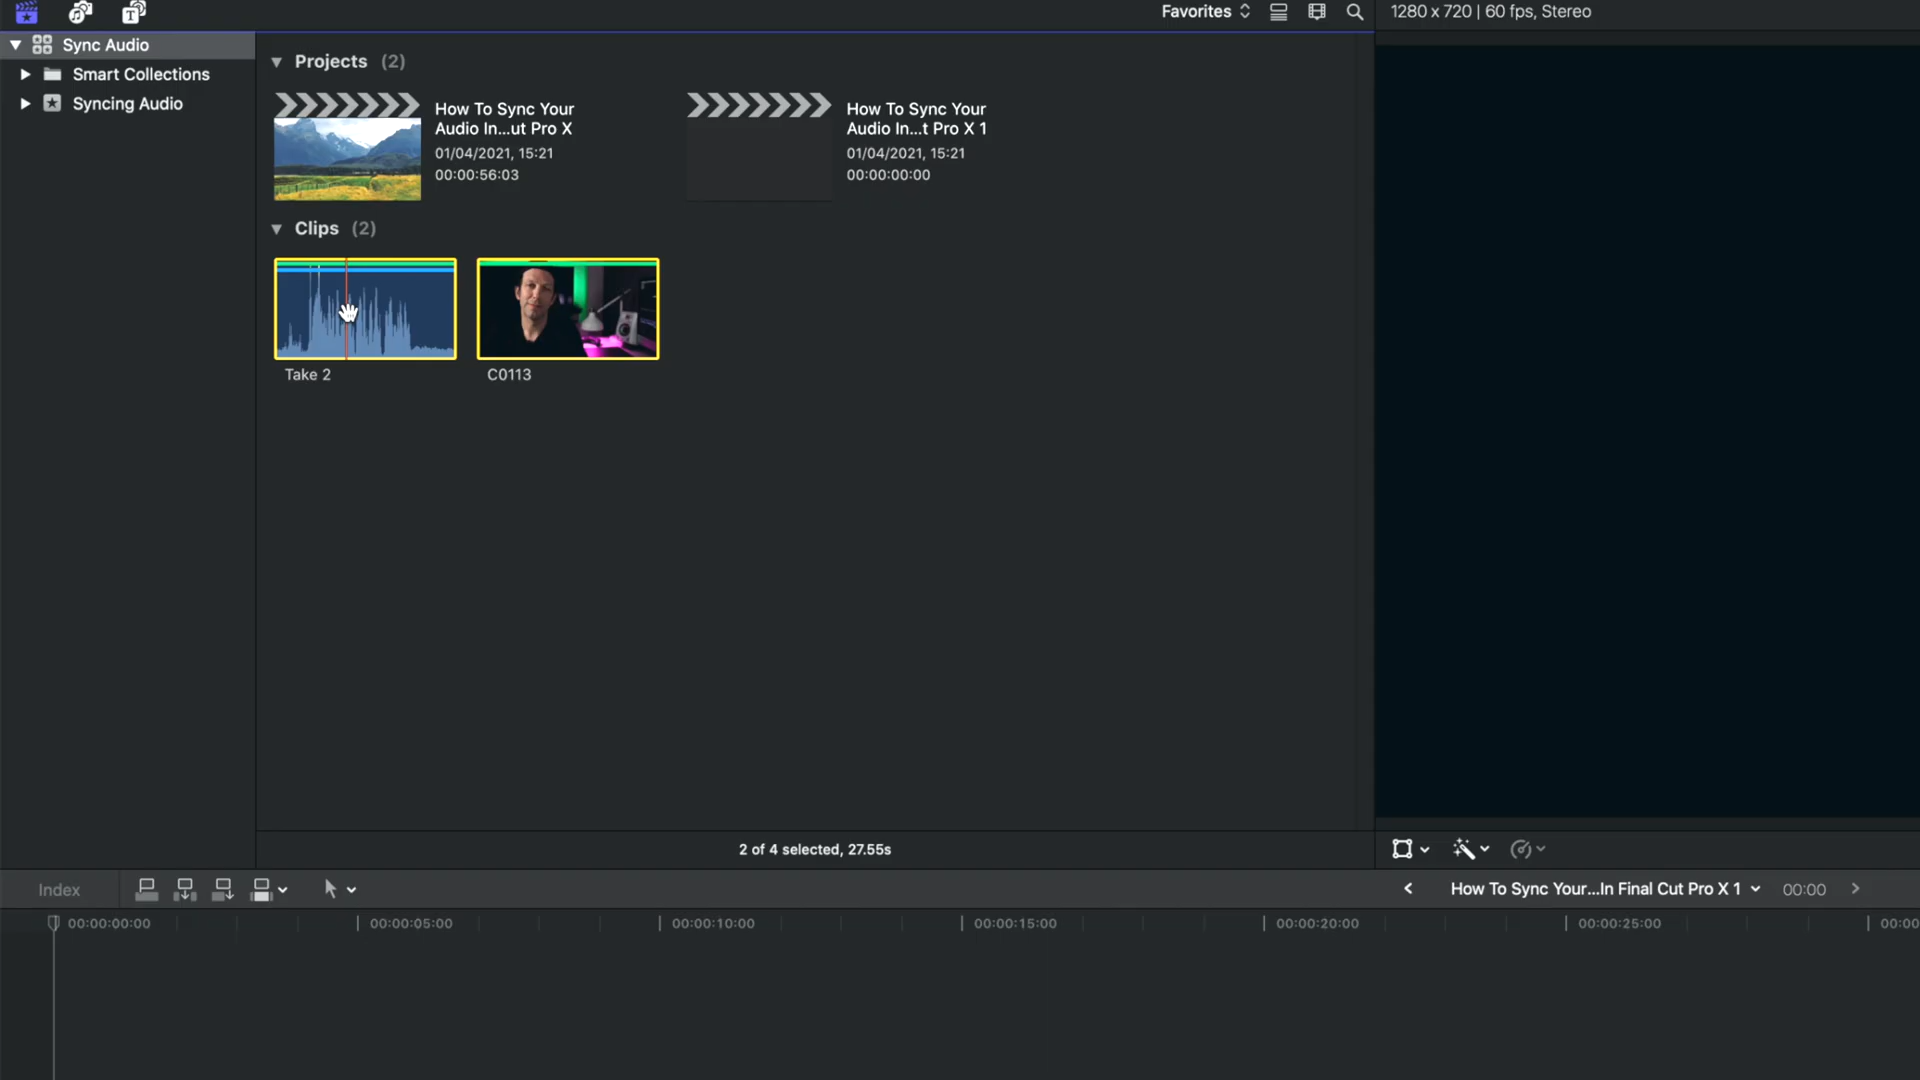 Favorites
1280 x 720 | 60 fps, Stereo
Sync Audio
Smart Collections
Syncing Audio
Projects (2)
How To Sync Your
Audio In...ut Pro X
01/04/2021, 15:21
00:00:56:03
How To Sync Your
Audio In...t Pro X 1
01/04/2021, 15:21
00:00:00:00
Clips (2)
Take 2
C0113
2 of 4 selected, 27.55s
Index
How To Sync Your...In Final Cut Pro X 1
00:00
00:00:00:00
00:00:05:00
00:00:10:00
00:00:15:00
00:00:20:00
00:00:25:00
00:00